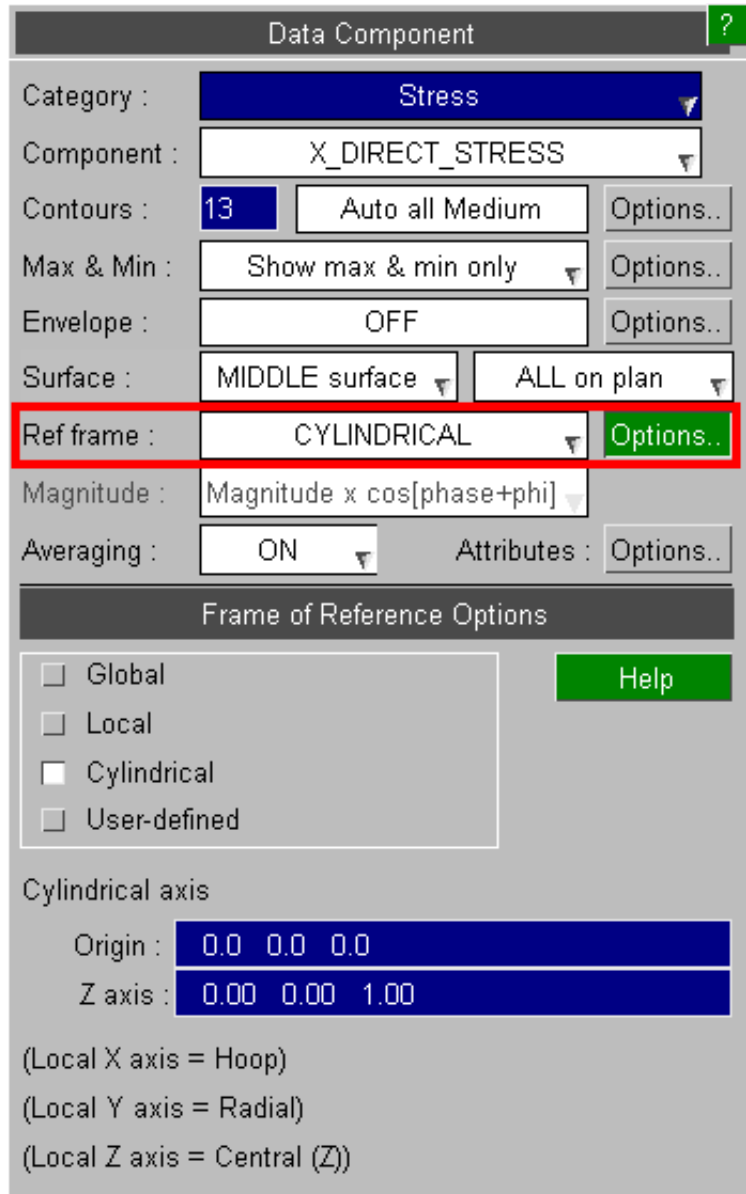 Data Component ?
Category : Stress
Component : X_DIRECT_STRESS
Contours : 13 Auto all Medium Options..
Max & Min : Show max & min only Options..
Envelope : OFF Options..
Surface : MIDDLE surface ALL on plan
Ref frame : CYLINDRICAL Options..
Magnitude : Magnitude x cos[phase+phi]
Averaging : ON Attributes : Options..
Frame of Reference Options
Global Help
Local
Cylindrical
User-defined
Cylindrical axis
Origin : 0.0 0.0 0.0
Z axis : 0.00 0.00 1.00
(Local X axis = Hoop)
(Local Y axis = Radial)
(Local Z axis = Central (Z))